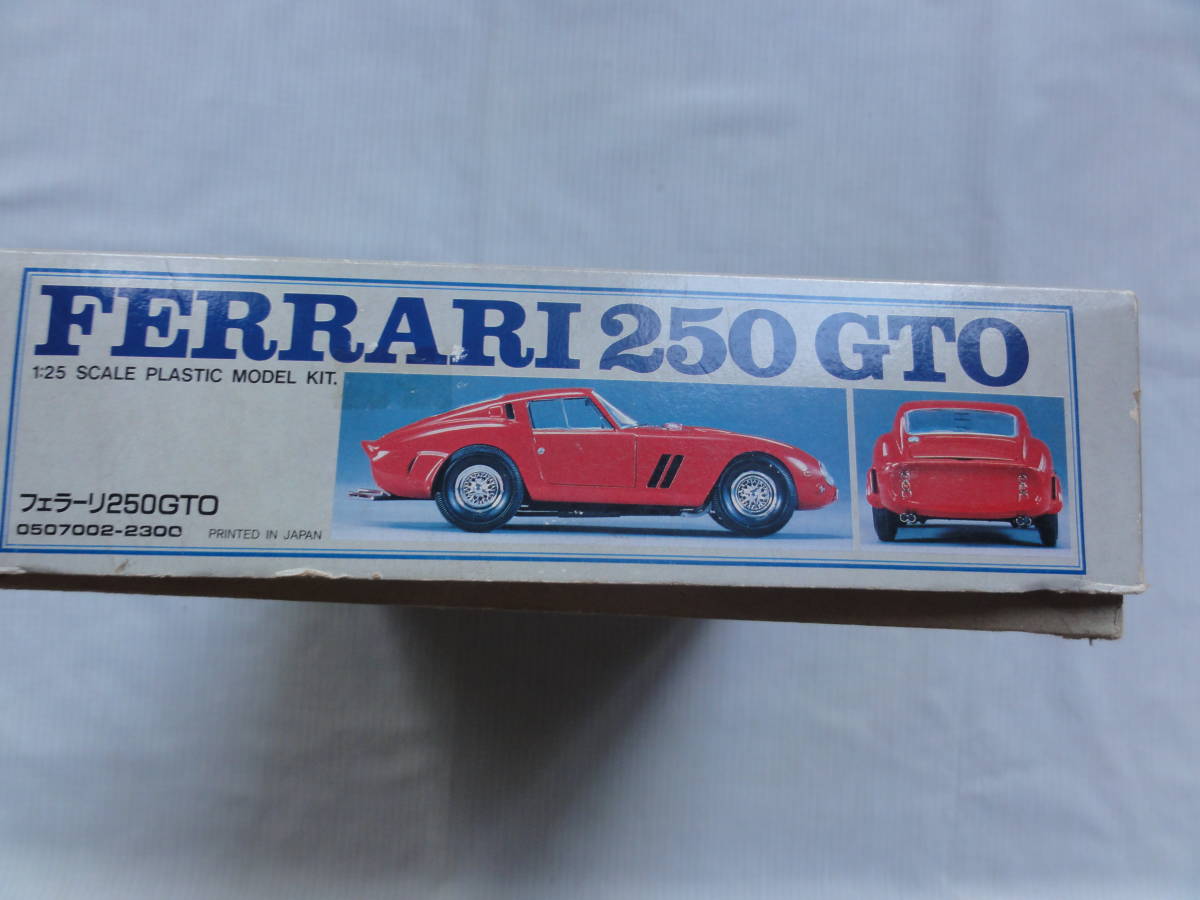 FERRARI 250 GTO
1:25 SCALE PLASTIC MODEL KIT.
フェラーリ250GTO
0507002-2300 PRINTED IN JAPAN